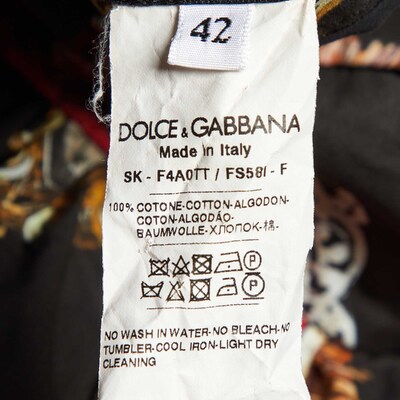 42
DOLCE & GABBANA
Made in Italy
SK - F4A0TT / FS58I - F
100% COTONE-COTTON-ALGODON-
COTON-ALGODÃO-
BAUMWOLLE-ХЛОПОК-棉-
NO WASH IN WATER-NO BLEACH-NO
TUMBLER-COOL IRON-LIGHT DRY
CLEANING